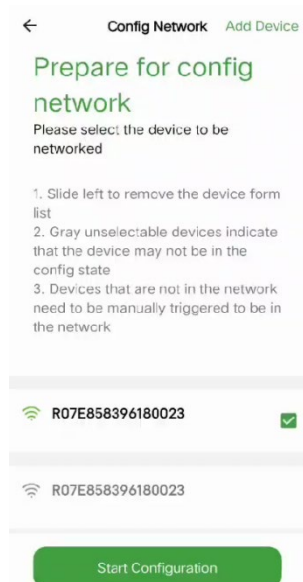 Config Network Add Device
Prepare for config
network
Please select the device to be
networked
1. Slide left to remove the device form
list
2. Gray unselectable devices indicate
that the device may not be in the
config state
3. Devices that are not in the network
need to be manually triggered to be in
the network
R07E858396180023
R07E858396180023
Start Configuration